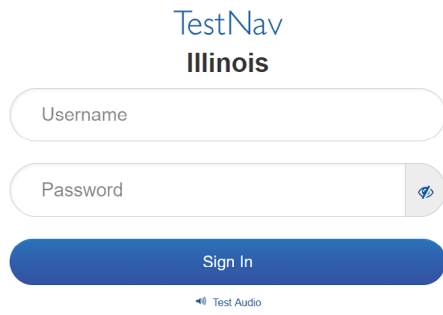 TestNav
Illinois
Username
Password
Sign In
Test Audio